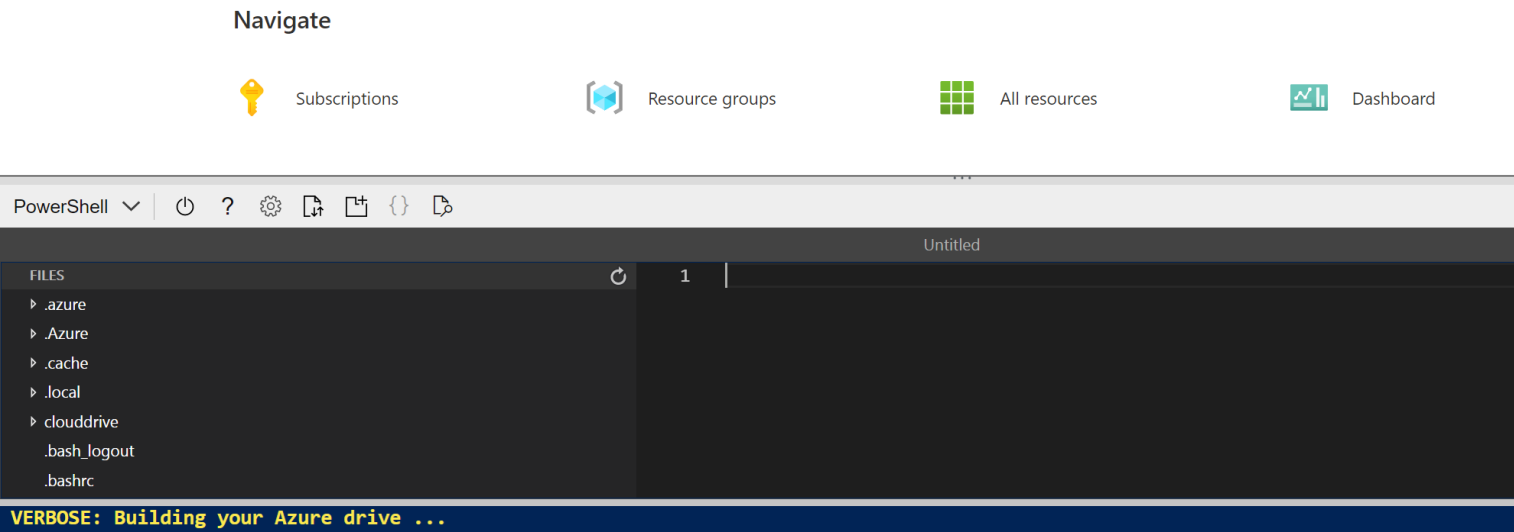 Navigate
Subscriptions
Resource groups
All resources
Dashboard
PowerShell
?
{}
Untitled
FILES
1
.azure
.Azure
.cache
.local
clouddrive
.bash_logout
.bashrc
VERBOSE: Building your Azure drive ...